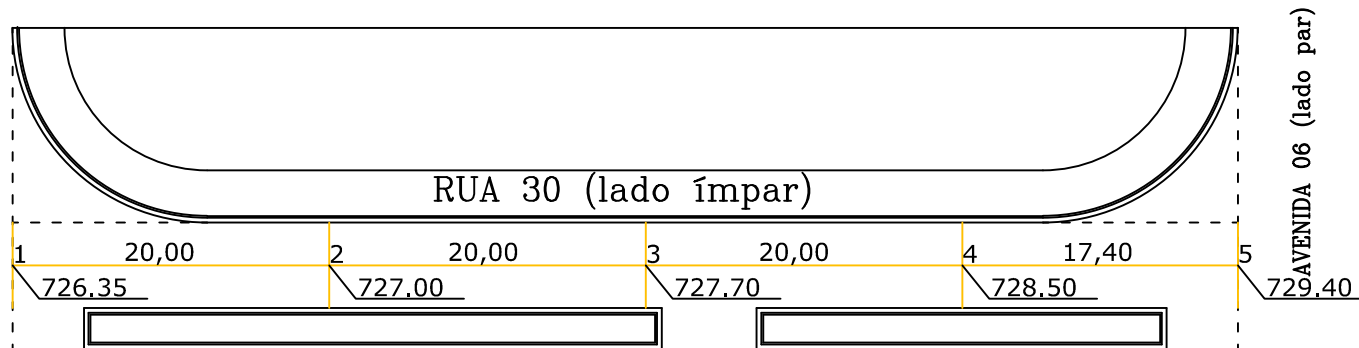 AVENIDA 06 (lado par)
RUA 30 (lado ímpar)
1 20,00 2 20,00 3 20,00 4 17,40 5
726.35 727.00 727.70 728.50 729.40